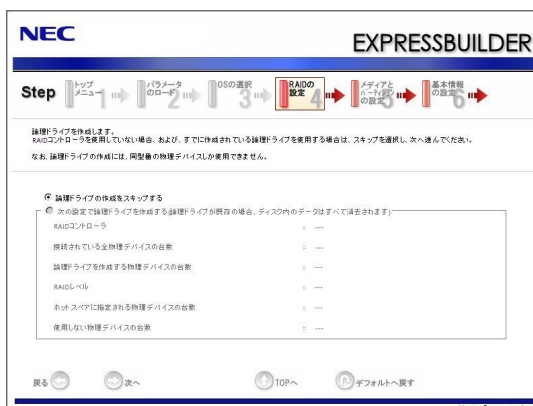 NEC
EXPRESSBUILDER
Step トップメニュー 1 パラメータのロード 2 OSの選択 3 RAIDの設定 4 メディアとパーティションの設定 5 基本情報の設定 6
論理ドライブを作成します。
RAIDコントローラを使用していない場合、および、すでに作成されている論理ドライブを使用する場合は、スキップを選択し、次へ進んでください。
なお、論理ドライブの作成には、同型番の物理デバイスしか使用できません。
論理ドライブの作成をスキップする
次の設定で論理ドライブを作成する(論理ドライブが既存の場合、ディスク内のデータはすべて消去されます)
RAIDコントローラ : ---
接続されている全物理デバイスの台数 : ---
論理ドライブを作成する物理デバイスの台数 : ---
RAIDレベル : ---
ホットスペアに指定される物理デバイスの台数 : ---
使用しない物理デバイスの台数 : ---
戻る 次へ TOPへ デフォルトへ戻す